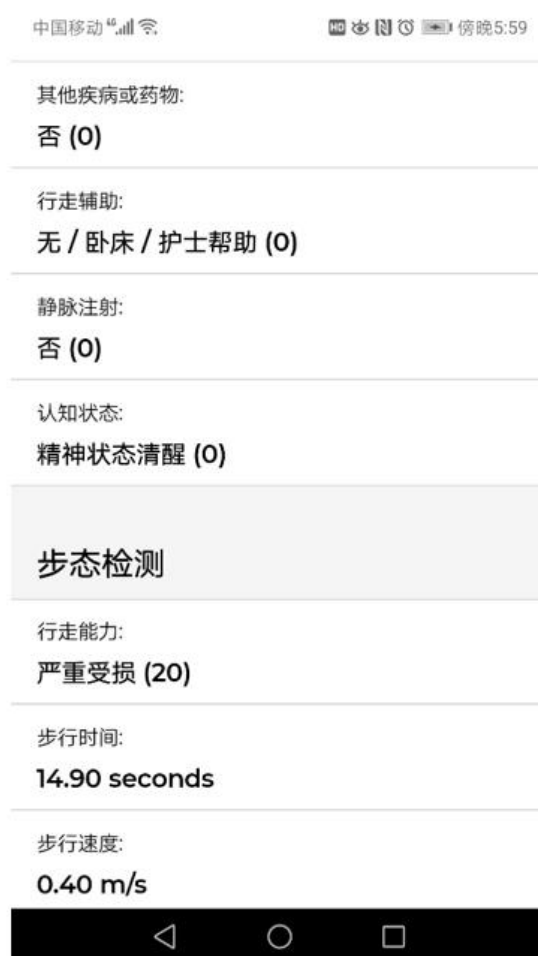 中国移动 4G HD 傍晚5:59
其他疾病或药物:
否 (0)
行走辅助:
无 / 卧床 / 护士帮助 (0)
静脉注射:
否 (0)
认知状态:
精神状态清醒 (0)
步态检测
行走能力:
严重受损 (20)
步行时间:
14.90 seconds
步行速度:
0.40 m/s